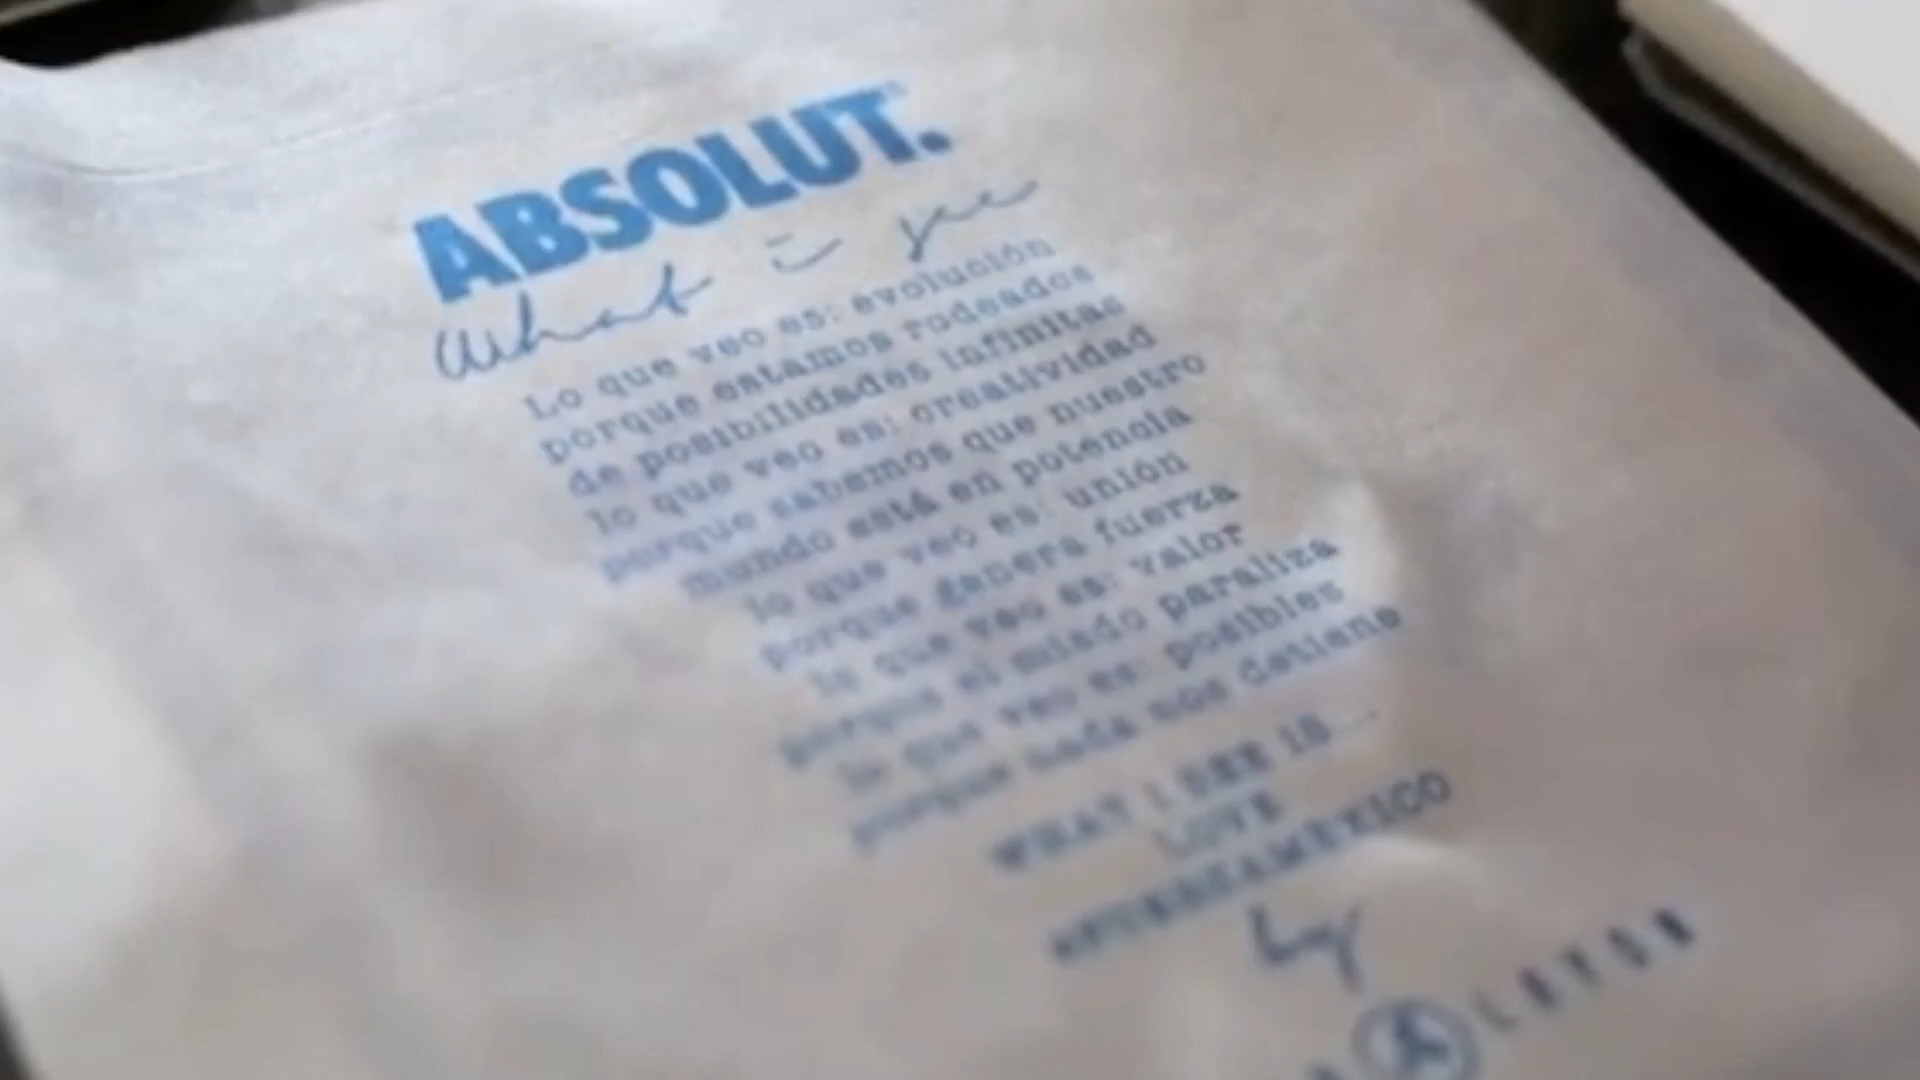 ABSOLUT.
What i see
Lo que veo es: evolución
porque estamos rodeados
de posibilidades infinitas
lo que veo es: creatividad
porque sabemos que nuestro
mundo está en potencia
lo que veo es: unión
porque genera fuerza
lo que veo es: valor
porque el miedo paraliza
lo que veo es: posibles
porque nada nos detiene
WHAT I SEE IS...
LOVE
#FUERZAMÉXICO
by